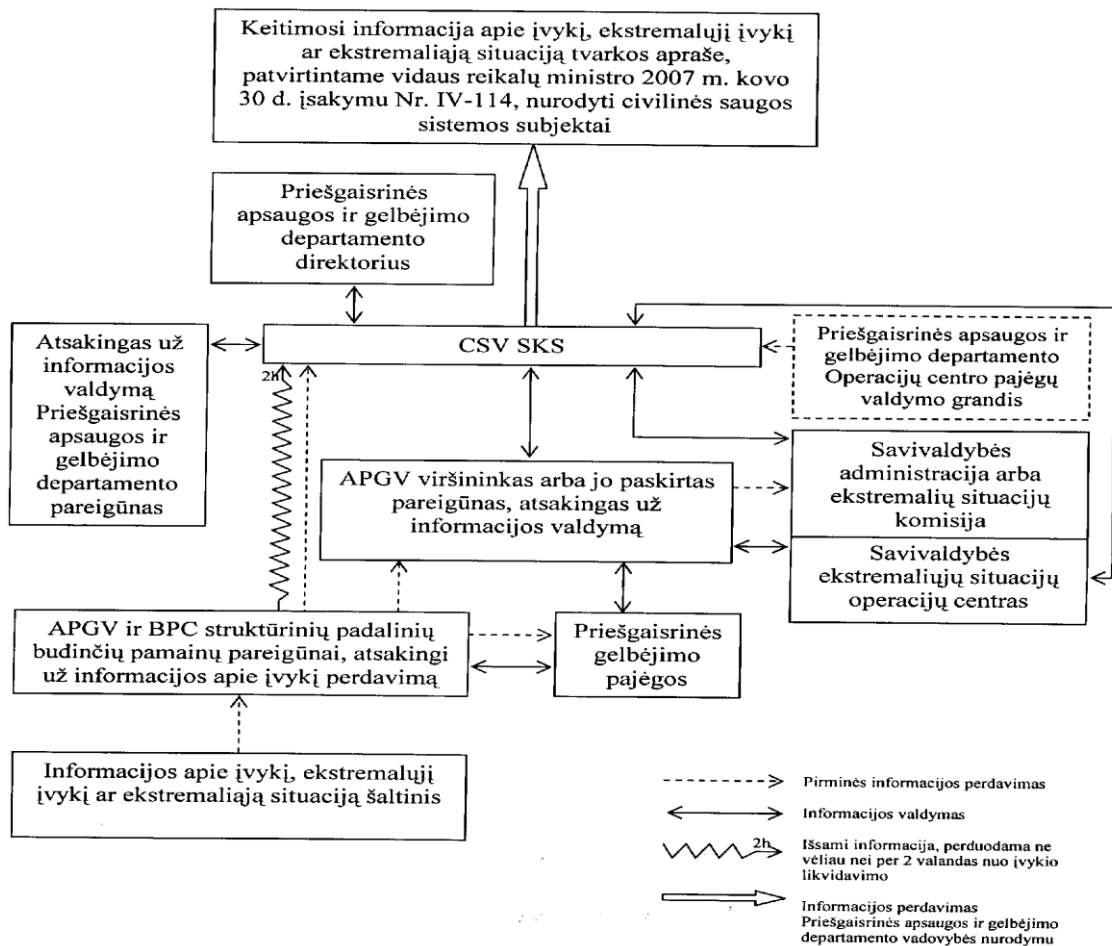 Keitimosi informacija apie įvykį, ekstremalųjį įvykį
ar ekstremaliąją situaciją tvarkos apraše,
patvirtintame vidaus reikalų ministro 2007 m. kovo
30 d. įsakymu Nr. IV-114, nurodyti civilinės saugos
sistemos subjektai
Priešgaisrinės
apsaugos ir gelbėjimo
departamento
direktorius
Atsakingas už
informacijos
valdymą
Priešgaisrinės
apsaugos ir
gelbėjimo
departamento
pareigūnas
CSV SKS
Priešgaisrinės apsaugos ir
gelbėjimo departamento
Operacijų centro pajėgų
valdymo grandis
2h
APGV viršininkas arba jo paskirtas
pareigūnas, atsakingas už
informacijos valdymą
Savivaldybės
administracija arba
ekstremalių situacijų
komisija
Savivaldybės
ekstremaliųjų situacijų
operacijų centras
APGV ir BPC struktūrinių padalinių
budinčių pamainų pareigūnai, atsakingi
už informacijos apie įvykį perdavimą
Priešgaisrinės
gelbėjimo
pajėgos
Informacijos apie įvykį, ekstremalųjį
įvykį ar ekstremaliąją situaciją šaltinis
Pirminės informacijos perdavimas
Informacijos valdymas
2h
Išsami informacija, perduodama ne
vėliau nei per 2 valandas nuo įvykio
likvidavimo
Informacijos perdavimas
Priešgaisrinės apsaugos ir gelbėjimo
departamento vadovybės nurodymu